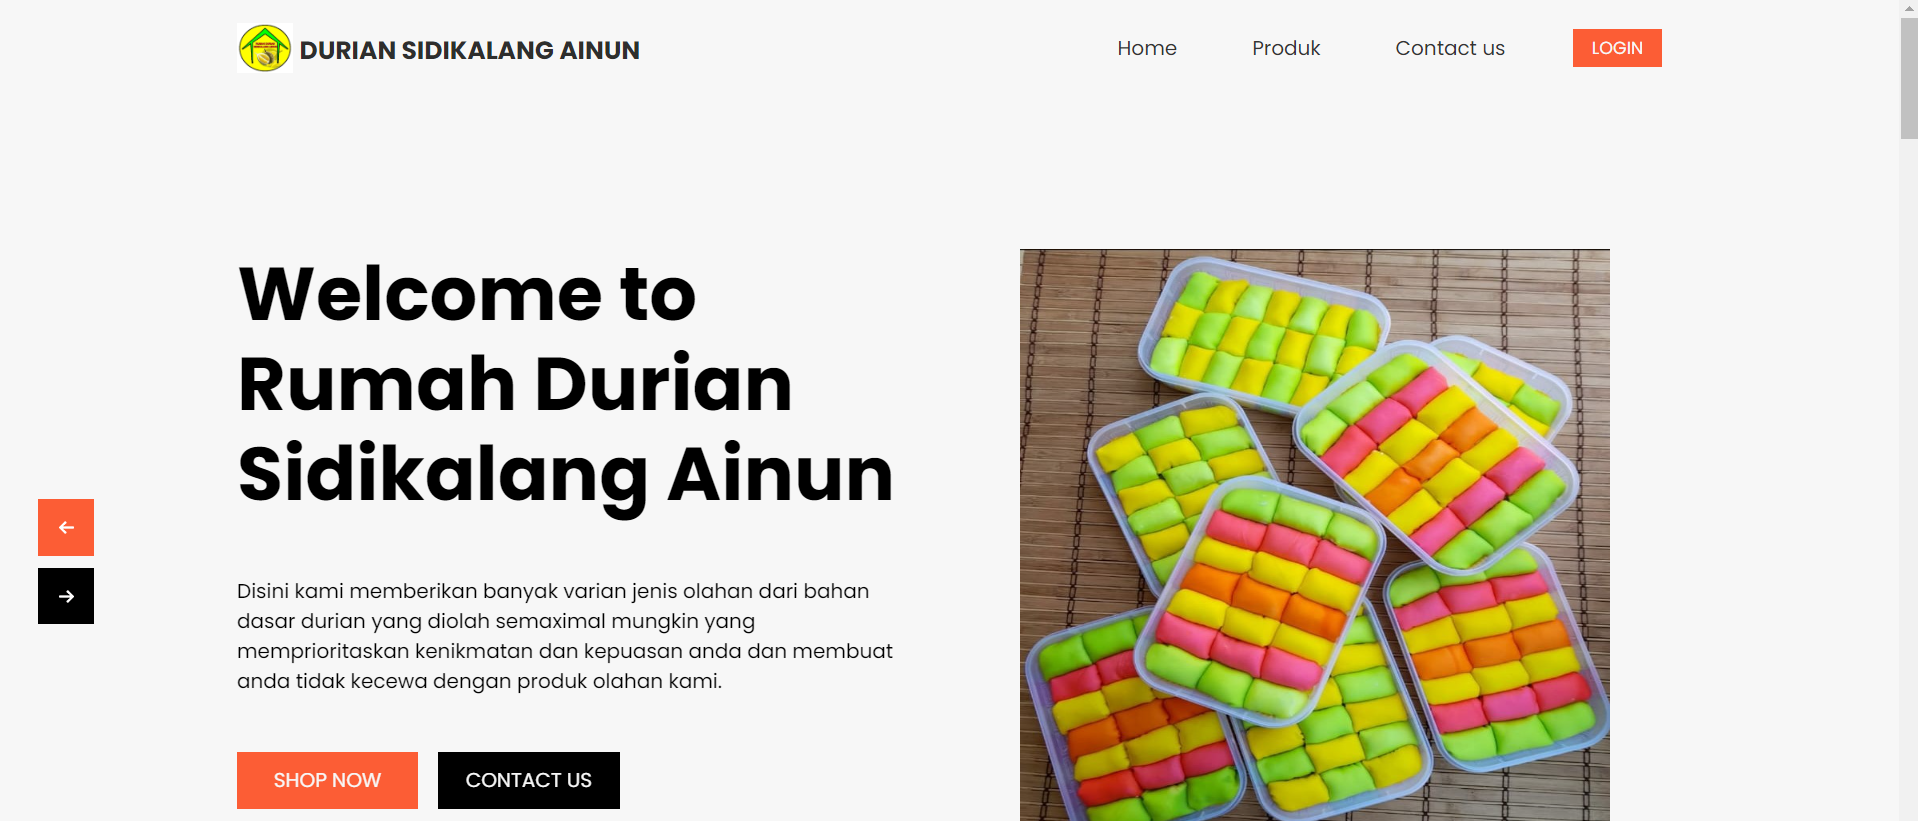 DURIAN SIDIKALANG AINUN
Home
Produk
Contact us
LOGIN
Welcome to
Rumah Durian
Sidikalang Ainun
Disini kami memberikan banyak varian jenis olahan dari bahan
dasar durian yang diolah semaximal mungkin yang
memprioritaskan kenikmatan dan kepuasan anda dan membuat
anda tidak kecewa dengan produk olahan kami.
SHOP NOW
CONTACT US